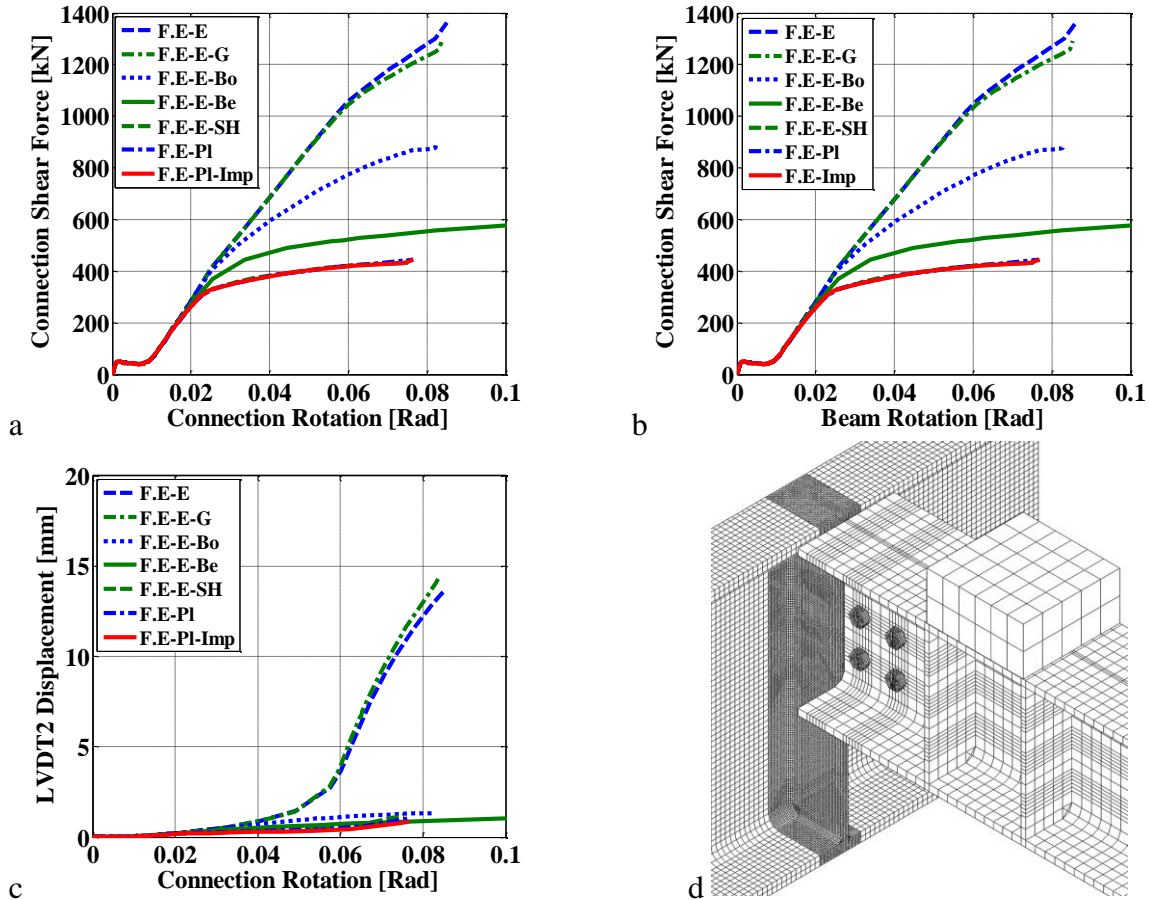 Connection Shear Force [kN]
1400
1200
1000
800
600
400
200
0
F.E-E
F.E-E-G
F.E-E-Bo
F.E-E-Be
F.E-E-SH
F.E-Pl
F.E-Pl-Imp
0 0.02 0.04 0.06 0.08 0.1
Connection Rotation [Rad]
a
Connection Shear Force [kN]
1400
1200
1000
800
600
400
200
0
F.E-E
F.E-E-G
F.E-E-Bo
F.E-E-Be
F.E-E-SH
F.E-Pl
F.E-Imp
0 0.02 0.04 0.06 0.08 0.1
Beam Rotation [Rad]
b
LVDT2 Displacement [mm]
20
15
10
5
0
F.E-E
F.E-E-G
F.E-E-Bo
F.E-E-Be
F.E-E-SH
F.E-Pl
F.E-Pl-Imp
0 0.02 0.04 0.06 0.08 0.1
Connection Rotation [Rad]
c
d